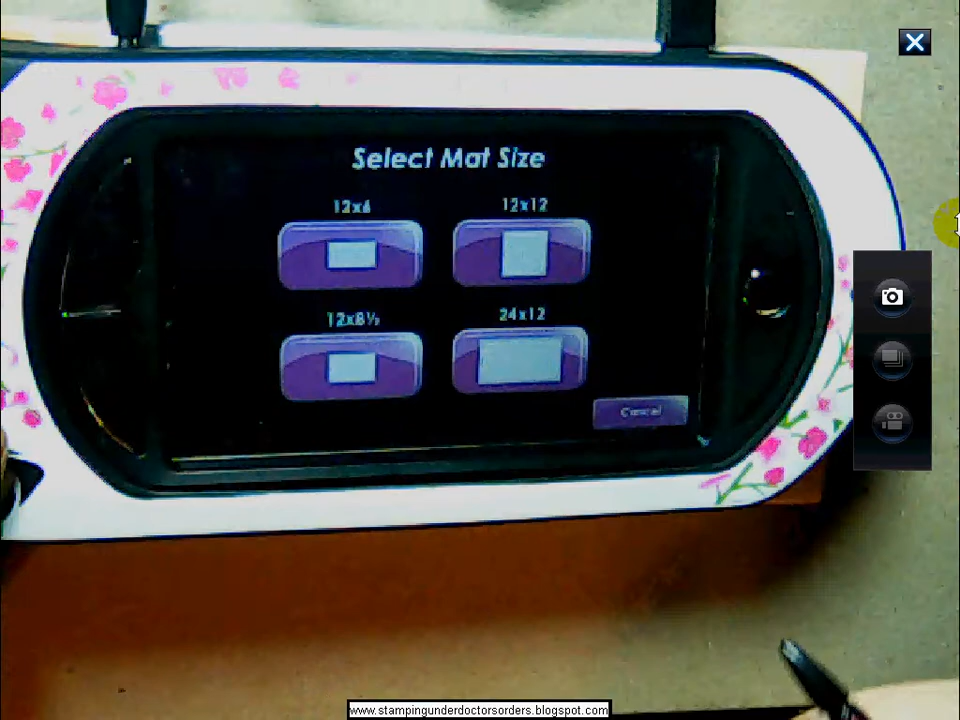 Select Mat Size
12x6
12x12
12x8½
24x12
Cancel
www.stampingunderdoctorsorders.blogspot.com